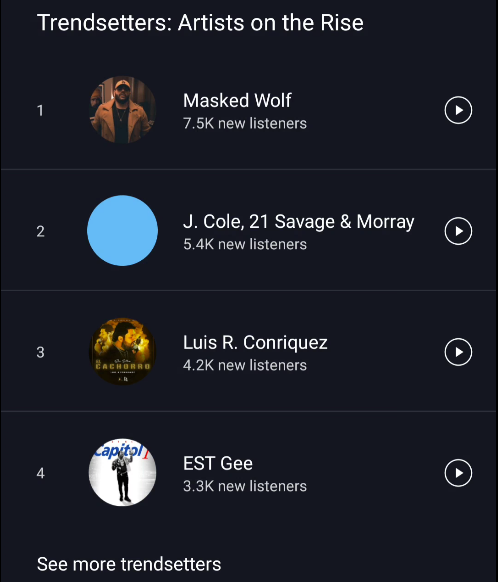 Trendsetters: Artists on the Rise
1
Masked Wolf
7.5K new listeners
2
J. Cole, 21 Savage & Morray
5.4K new listeners
3
CACHORRO
Luis R. Conriquez
4.2K new listeners
4
Capitol
EST Gee
3.3K new listeners
See more trendsetters